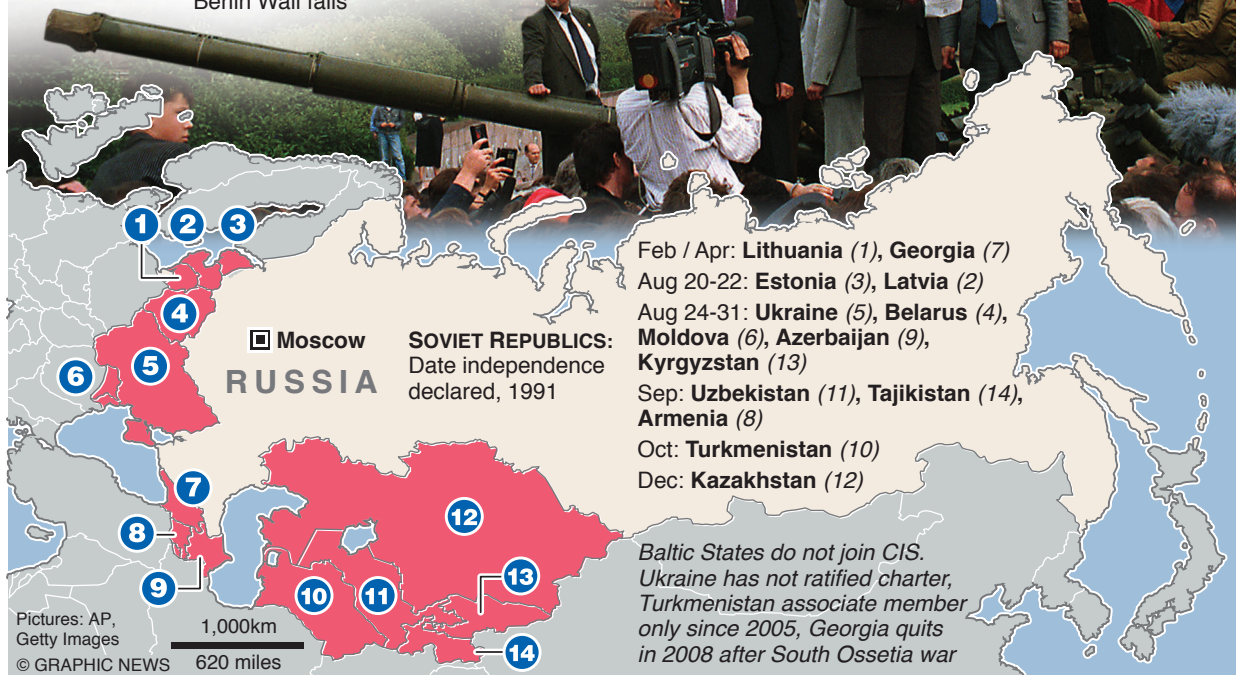 Berlin Wall falls
1
2
3
4
5
6
7
8
9
10
11
12
13
14
Moscow
RUSSIA
SOVIET REPUBLICS:
Date independence
declared, 1991
Feb / Apr: Lithuania (1), Georgia (7)
Aug 20-22: Estonia (3), Latvia (2)
Aug 24-31: Ukraine (5), Belarus (4),
Moldova (6), Azerbaijan (9),
Kyrgyzstan (13)
Sep: Uzbekistan (11), Tajikistan (14),
Armenia (8)
Oct: Turkmenistan (10)
Dec: Kazakhstan (12)
Baltic States do not join CIS.
Ukraine has not ratified charter,
Turkmenistan associate member
only since 2005, Georgia quits
in 2008 after South Ossetia war
Pictures: AP,
Getty Images
© GRAPHIC NEWS
1,000km
620 miles